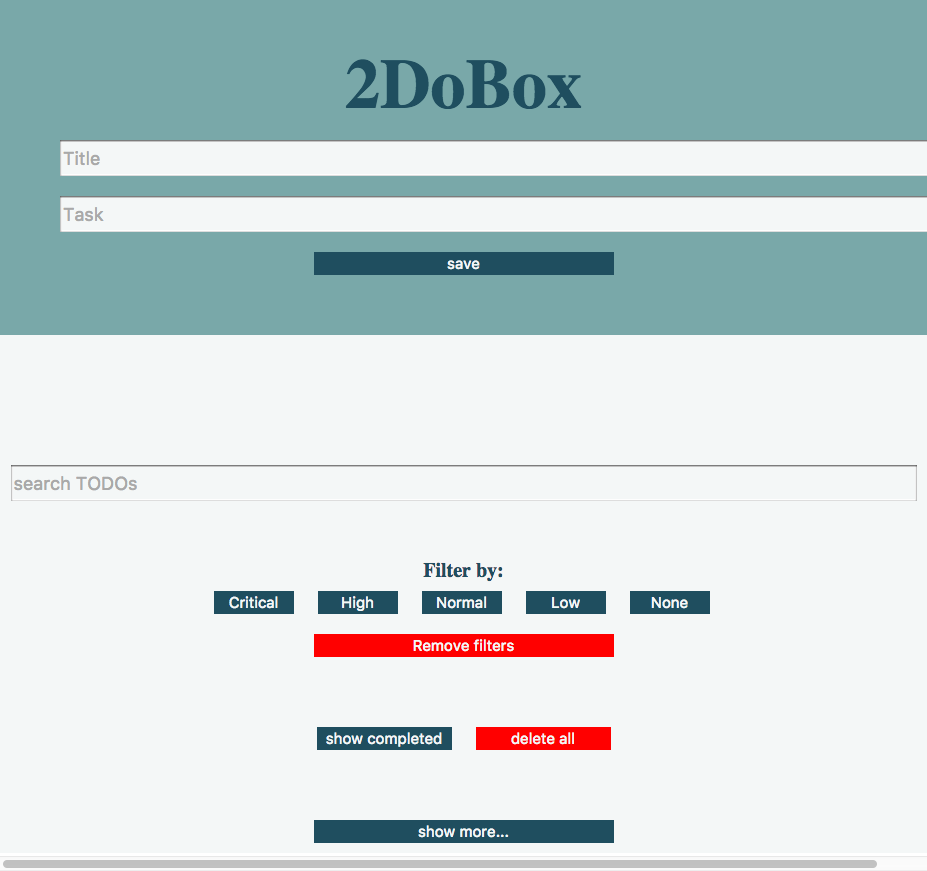 2DoBox
Title
Task
save
search TODOs
Filter by:
Critical High Normal Low None
Remove filters
show completed delete all
show more...